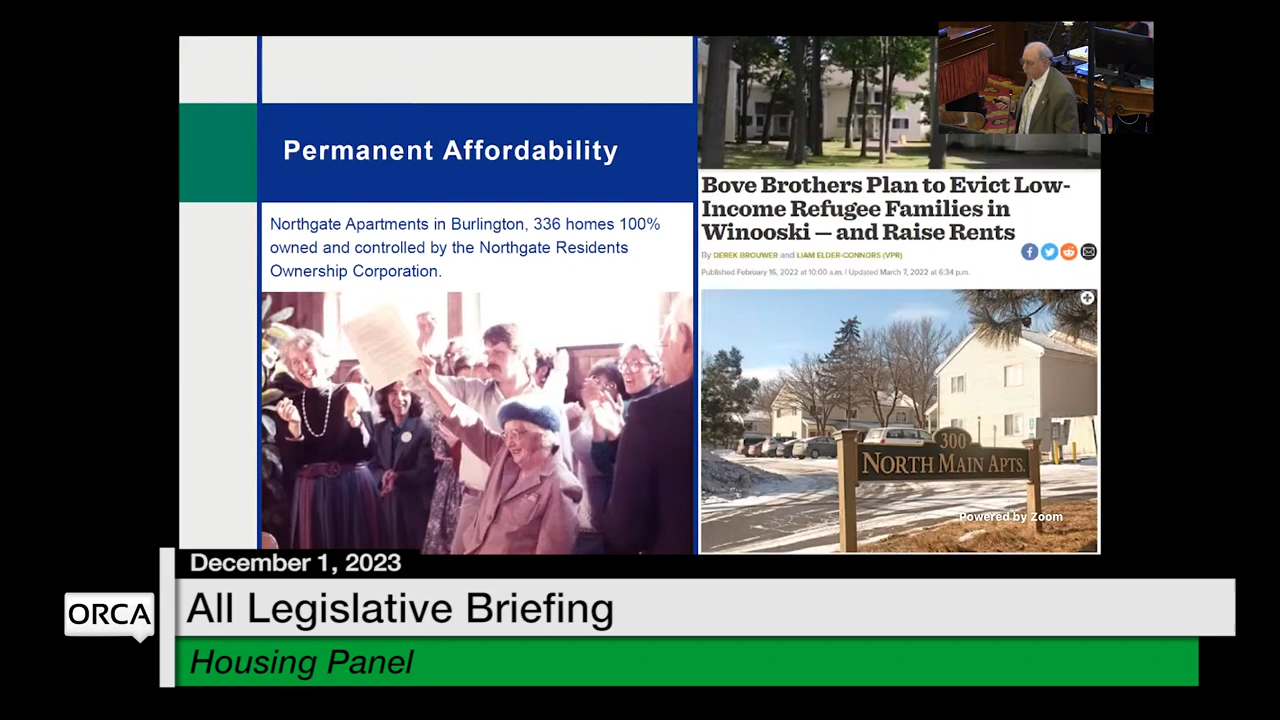 Permanent Affordability
Northgate Apartments in Burlington, 336 homes 100%
owned and controlled by the Northgate Residents
Ownership Corporation.
Bove Brothers Plan to Evict Low-
Income Refugee Families in
Winooski — and Raise Rents
By DEREK BROUWER and LIAM ELDER-CONNORS (VPR)
Published February 16, 2022 at 10:00 a.m. | Updated March 7, 2022 at 6:34 p.m.
300
NORTH MAIN APTS.
Powered by Zoom
December 1, 2023
ORCA
All Legislative Briefing
Housing Panel